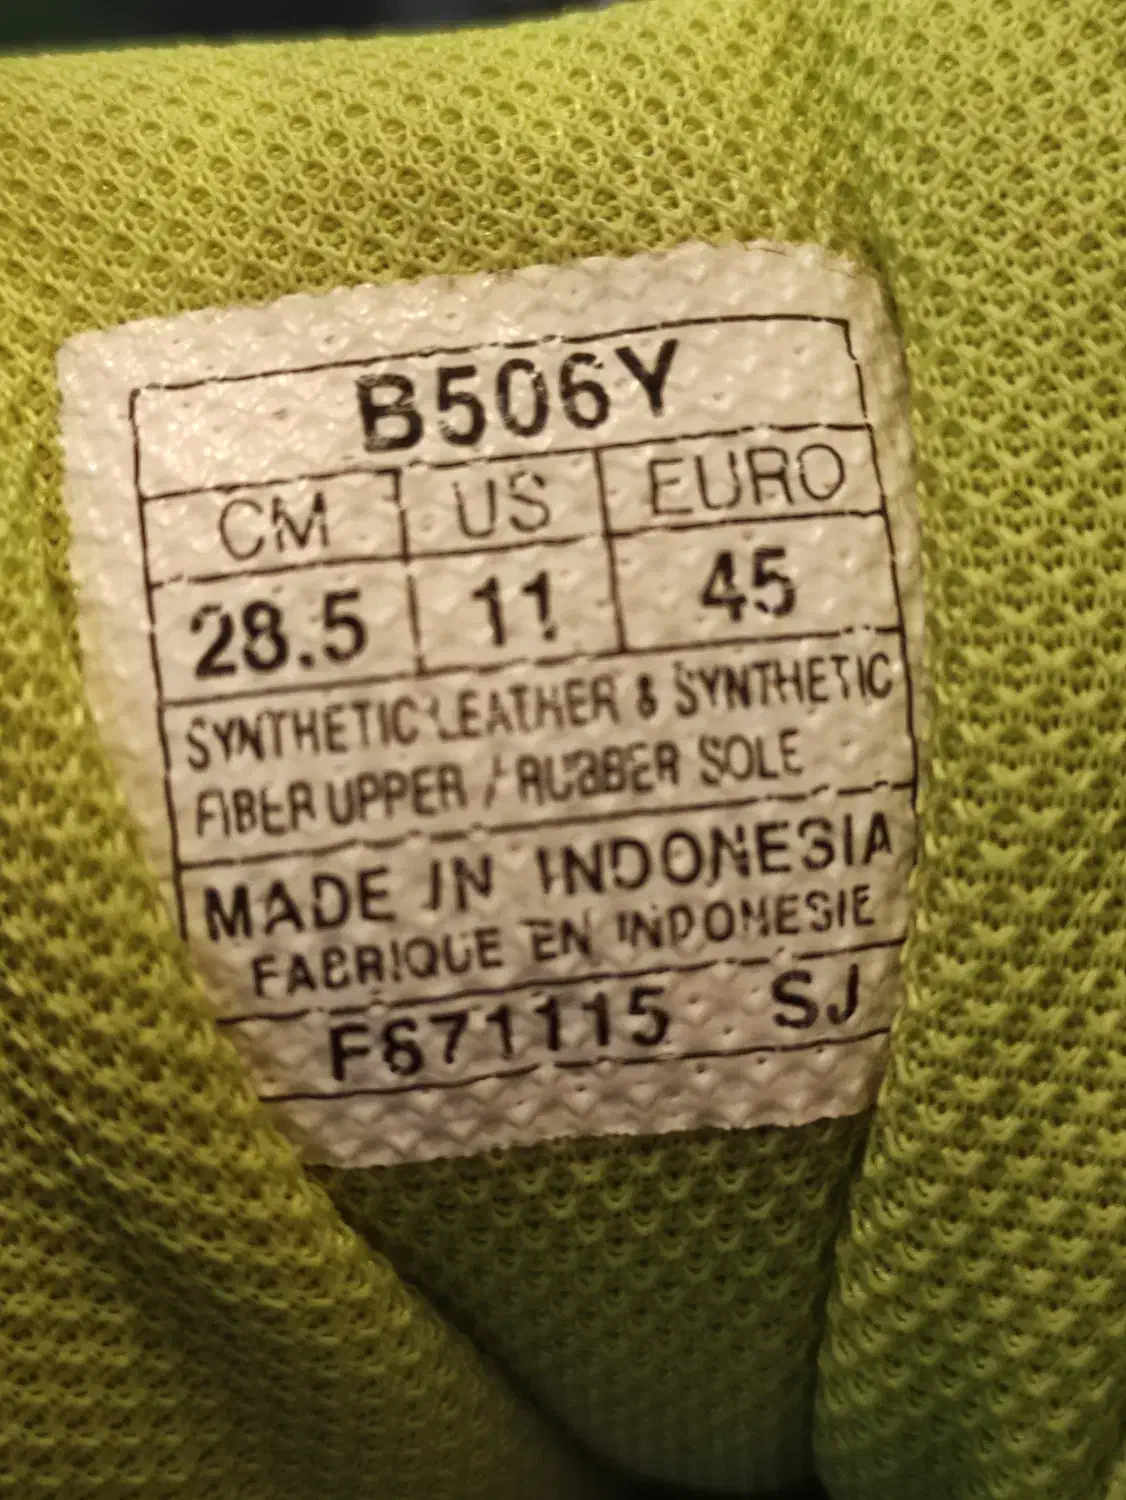 B506Y
CM US EURO
28.5 11 45
SYNTHETIC LEATHER & SYNTHETIC
FIBER UPPER / RUBBER SOLE
MADE IN INDONESIA
FABRIQUE EN INDONESIE
F671115 SJ